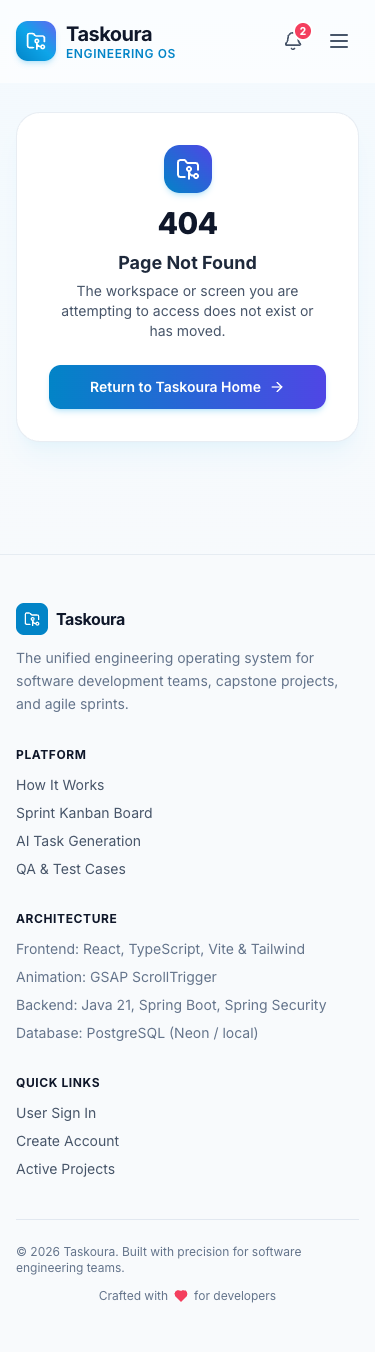 Taskoura
ENGINEERING OS
2
404
Page Not Found
The workspace or screen you are
attempting to access does not exist or
has moved.
Return to Taskoura Home
Taskoura
The unified engineering operating system for
software development teams, capstone projects,
and agile sprints.
PLATFORM
How It Works
Sprint Kanban Board
AI Task Generation
QA & Test Cases
ARCHITECTURE
Frontend: React, TypeScript, Vite & Tailwind
Animation: GSAP ScrollTrigger
Backend: Java 21, Spring Boot, Spring Security
Database: PostgreSQL (Neon / local)
QUICK LINKS
User Sign In
Create Account
Active Projects
© 2026 Taskoura. Built with precision for software
engineering teams.
Crafted with for developers